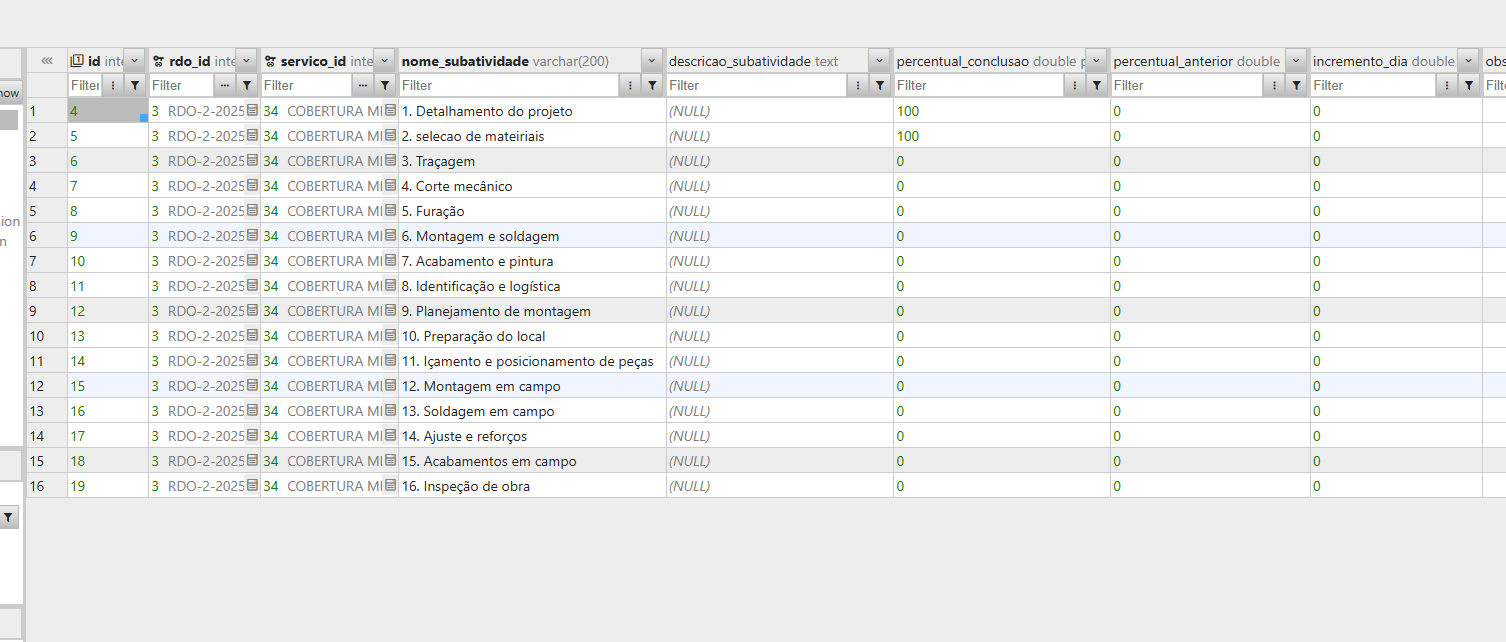 id inte rdo_id inte servico_id inte nome_subatividade varchar(200) descricao_subatividade text percentual_conclusao double p percentual_anterior double incremento_dia double obs
now Filter Filter Filter Filter Filter Filter Filter Filter Filt
1 4 3 RDO-2-2025 34 COBERTURA MI 1. Detalhamento do projeto (NULL) 100 0 0
2 5 3 RDO-2-2025 34 COBERTURA MI 2. selecao de mateiriais (NULL) 100 0 0
3 6 3 RDO-2-2025 34 COBERTURA MI 3. Traçagem (NULL) 0 0 0
4 7 3 RDO-2-2025 34 COBERTURA MI 4. Corte mecânico (NULL) 0 0 0
5 8 3 RDO-2-2025 34 COBERTURA MI 5. Furação (NULL) 0 0 0
sion
6 9 3 RDO-2-2025 34 COBERTURA MI 6. Montagem e soldagem (NULL) 0 0 0
n
7 10 3 RDO-2-2025 34 COBERTURA MI 7. Acabamento e pintura (NULL) 0 0 0
8 11 3 RDO-2-2025 34 COBERTURA MI 8. Identificação e logística (NULL) 0 0 0
9 12 3 RDO-2-2025 34 COBERTURA MI 9. Planejamento de montagem (NULL) 0 0 0
10 13 3 RDO-2-2025 34 COBERTURA MI 10. Preparação do local (NULL) 0 0 0
11 14 3 RDO-2-2025 34 COBERTURA MI 11. Içamento e posicionamento de peças (NULL) 0 0 0
12 15 3 RDO-2-2025 34 COBERTURA MI 12. Montagem em campo (NULL) 0 0 0
13 16 3 RDO-2-2025 34 COBERTURA MI 13. Soldagem em campo (NULL) 0 0 0
14 17 3 RDO-2-2025 34 COBERTURA MI 14. Ajuste e reforços (NULL) 0 0 0
15 18 3 RDO-2-2025 34 COBERTURA MI 15. Acabamentos em campo (NULL) 0 0 0
16 19 3 RDO-2-2025 34 COBERTURA MI 16. Inspeção de obra (NULL) 0 0 0